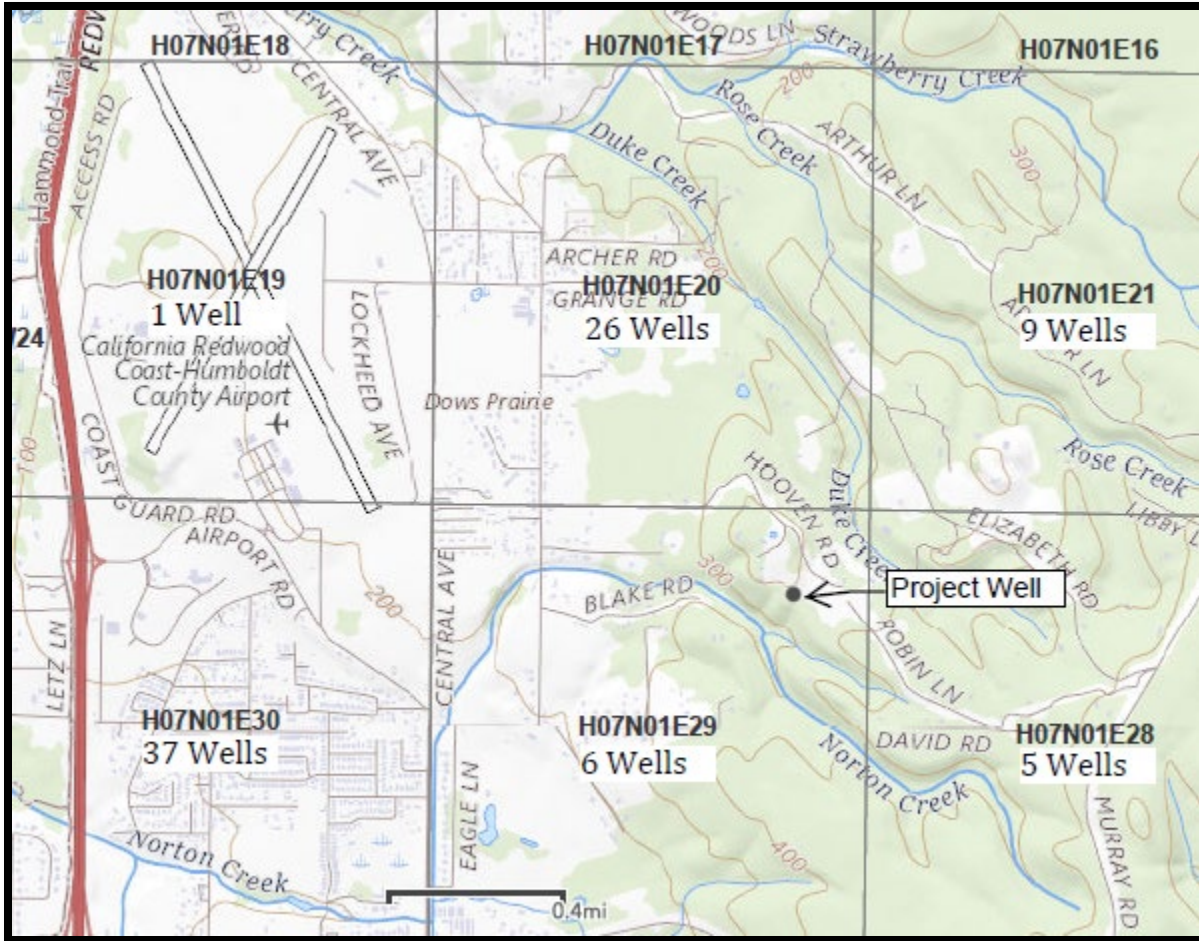 REDW
H07N01E18
H07N01E17
WOODS LN
H07N01E16
Strawberry Creek
erry Creek
CENTRAL AVE
Hammond Trail
ACCESS RD
200
Rose Creek
ARTHUR LN
300
Duke Creek
ARCHER RD
200
H07N01E19
1 Well
H07N01E20
GRANGE RD
26 Wells
H07N01E21
9 Wells
/24
LOCKHEED AVE
California Redwood
Coast-Humboldt
County Airport
Dows Prairie
100
COAST GUARD RD
Rose Creek
HOOVEN RD
Duke Creek
ELIZABETH RD
AIRPORT RD
200
CENTRAL AVE
300
BLAKE RD
Project Well
LETZ LN
ROBIN LN
H07N01E30
37 Wells
H07N01E29
6 Wells
DAVID RD
H07N01E28
5 Wells
EAGLE LN
Norton Creek
MURRAY RD
Norton Creek
400
0.4mi